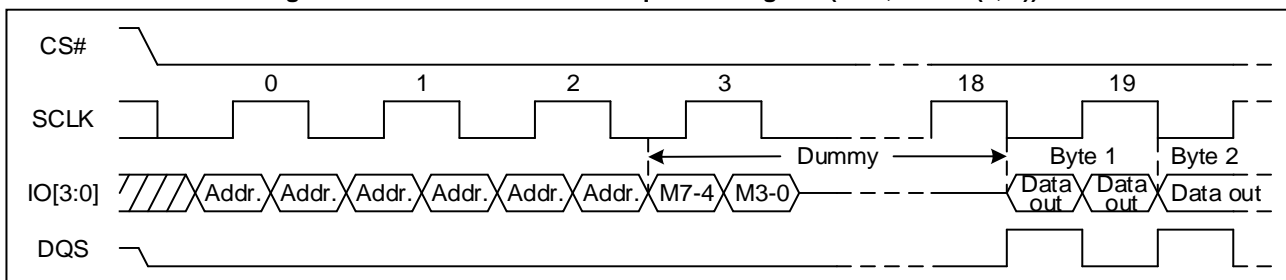 CS#
0 1 2 3 18 19
SCLK
Dummy Byte 1 Byte 2
IO[3:0] Addr. Addr. Addr. Addr. Addr. Addr. M7-4 M3-0 Data out Data out Data out
DQS